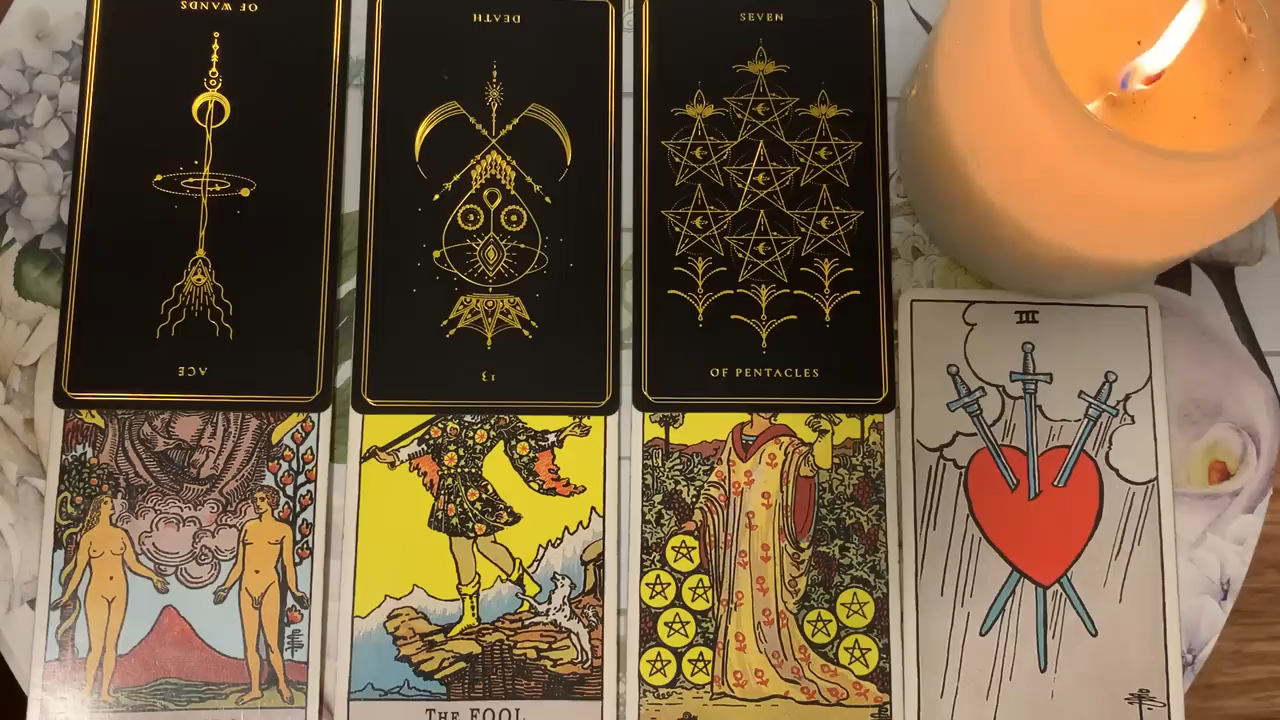 OF WANDS
ACE
DEATH
13
SEVEN
OF PENTACLES
III
THE FOOL